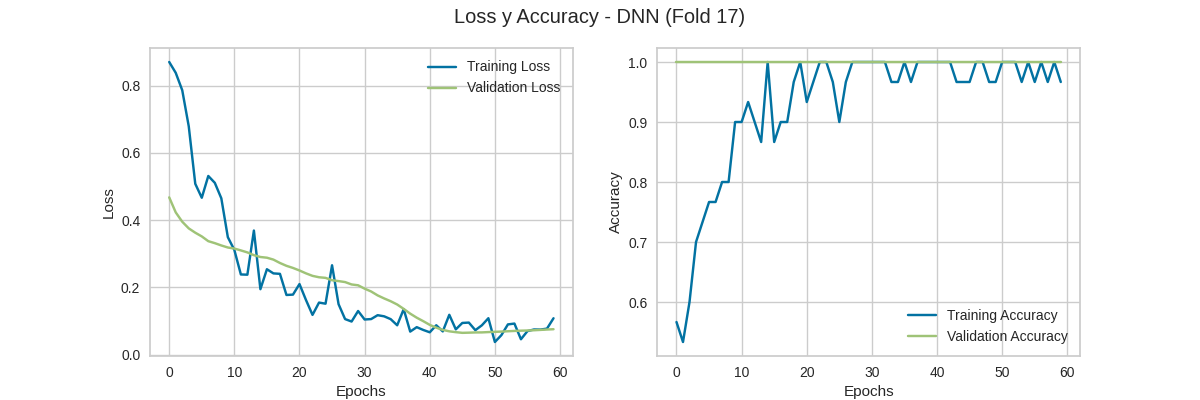 Loss y Accuracy - DNN (Fold 17)
Loss
0.8
0.6
0.4
0.2
0.0
Training Loss
Validation Loss
0 10 20 30 40 50 60
Epochs
Accuracy
1.0
0.9
0.8
0.7
0.6
Training Accuracy
Validation Accuracy
0 10 20 30 40 50 60
Epochs